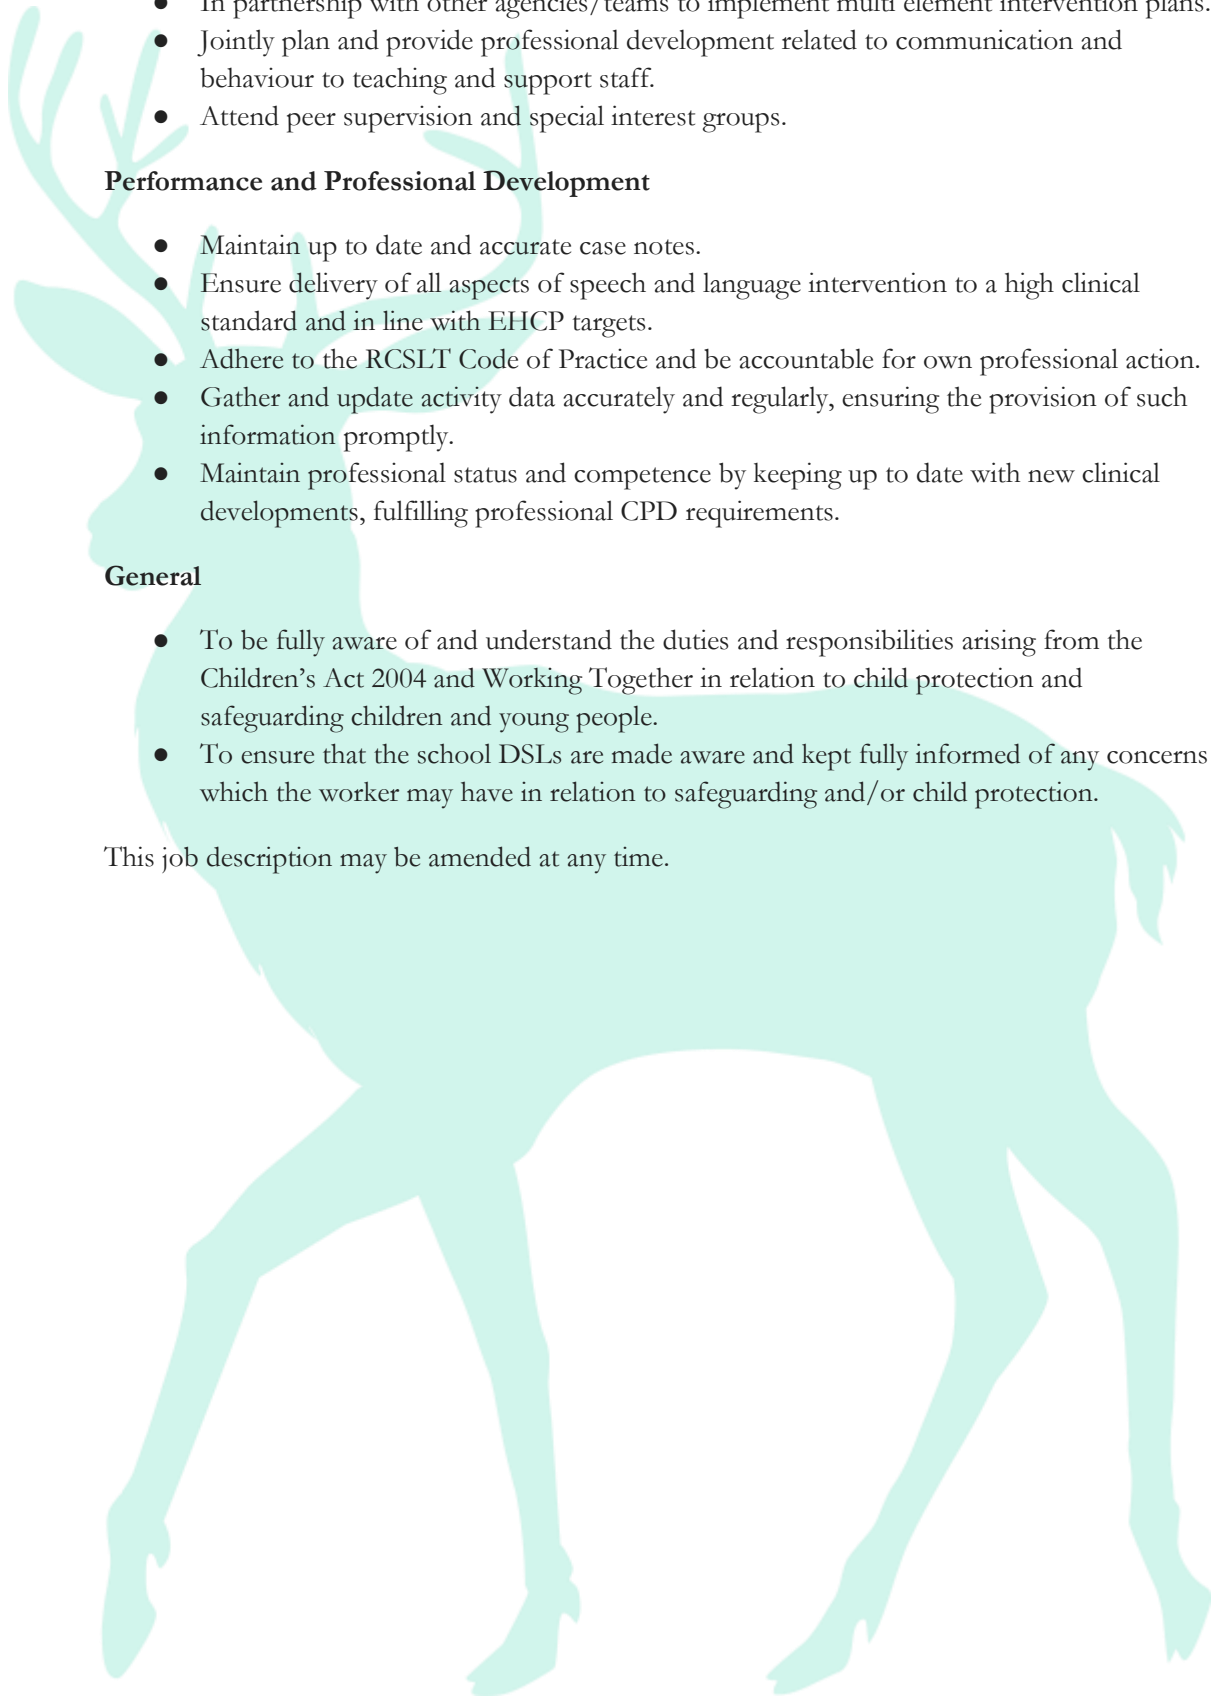 ● In partnership with other agencies/teams to implement multi element intervention plans.
● Jointly plan and provide professional development related to communication and
behaviour to teaching and support staff.
● Attend peer supervision and special interest groups.
Performance and Professional Development
● Maintain up to date and accurate case notes.
● Ensure delivery of all aspects of speech and language intervention to a high clinical
standard and in line with EHCP targets.
● Adhere to the RCSLT Code of Practice and be accountable for own professional action.
● Gather and update activity data accurately and regularly, ensuring the provision of such
information promptly.
● Maintain professional status and competence by keeping up to date with new clinical
developments, fulfilling professional CPD requirements.
General
● To be fully aware of and understand the duties and responsibilities arising from the
Children’s Act 2004 and Working Together in relation to child protection and
safeguarding children and young people.
● To ensure that the school DSLs are made aware and kept fully informed of any concerns
which the worker may have in relation to safeguarding and/or child protection.
This job description may be amended at any time.